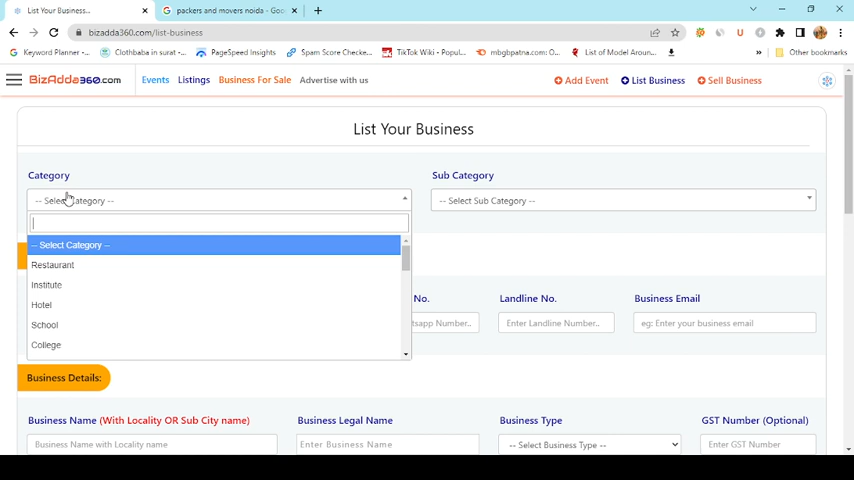 List Your Business...
packers and movers noida - Goo
bizadda360.com/list-business
Keyword Planner -...
Clothbaba in surat -...
PageSpeed Insights
Spam Score Checke...
TikTok Wiki - Popul...
mbgbpatna.com: O...
List of Model Aroun...
»
Other bookmarks
BizAdda360.com
Events
Listings
Business For Sale
Advertise with us
Add Event
List Business
Sell Business
List Your Business
Category
Sub Category
-- Select Category --
-- Select Sub Category --
-- Select Category --
Restaurant
Institute
Hotel
School
College
No.
Landline No.
Business Email
tsapp Number..
Enter Landline Number..
eg: Enter your business email
Business Details:
Business Name (With Locality OR Sub City name)
Business Legal Name
Business Type
GST Number (Optional)
Business Name with Locality name
Enter Business Name
-- Select Business Type --
Enter GST Number